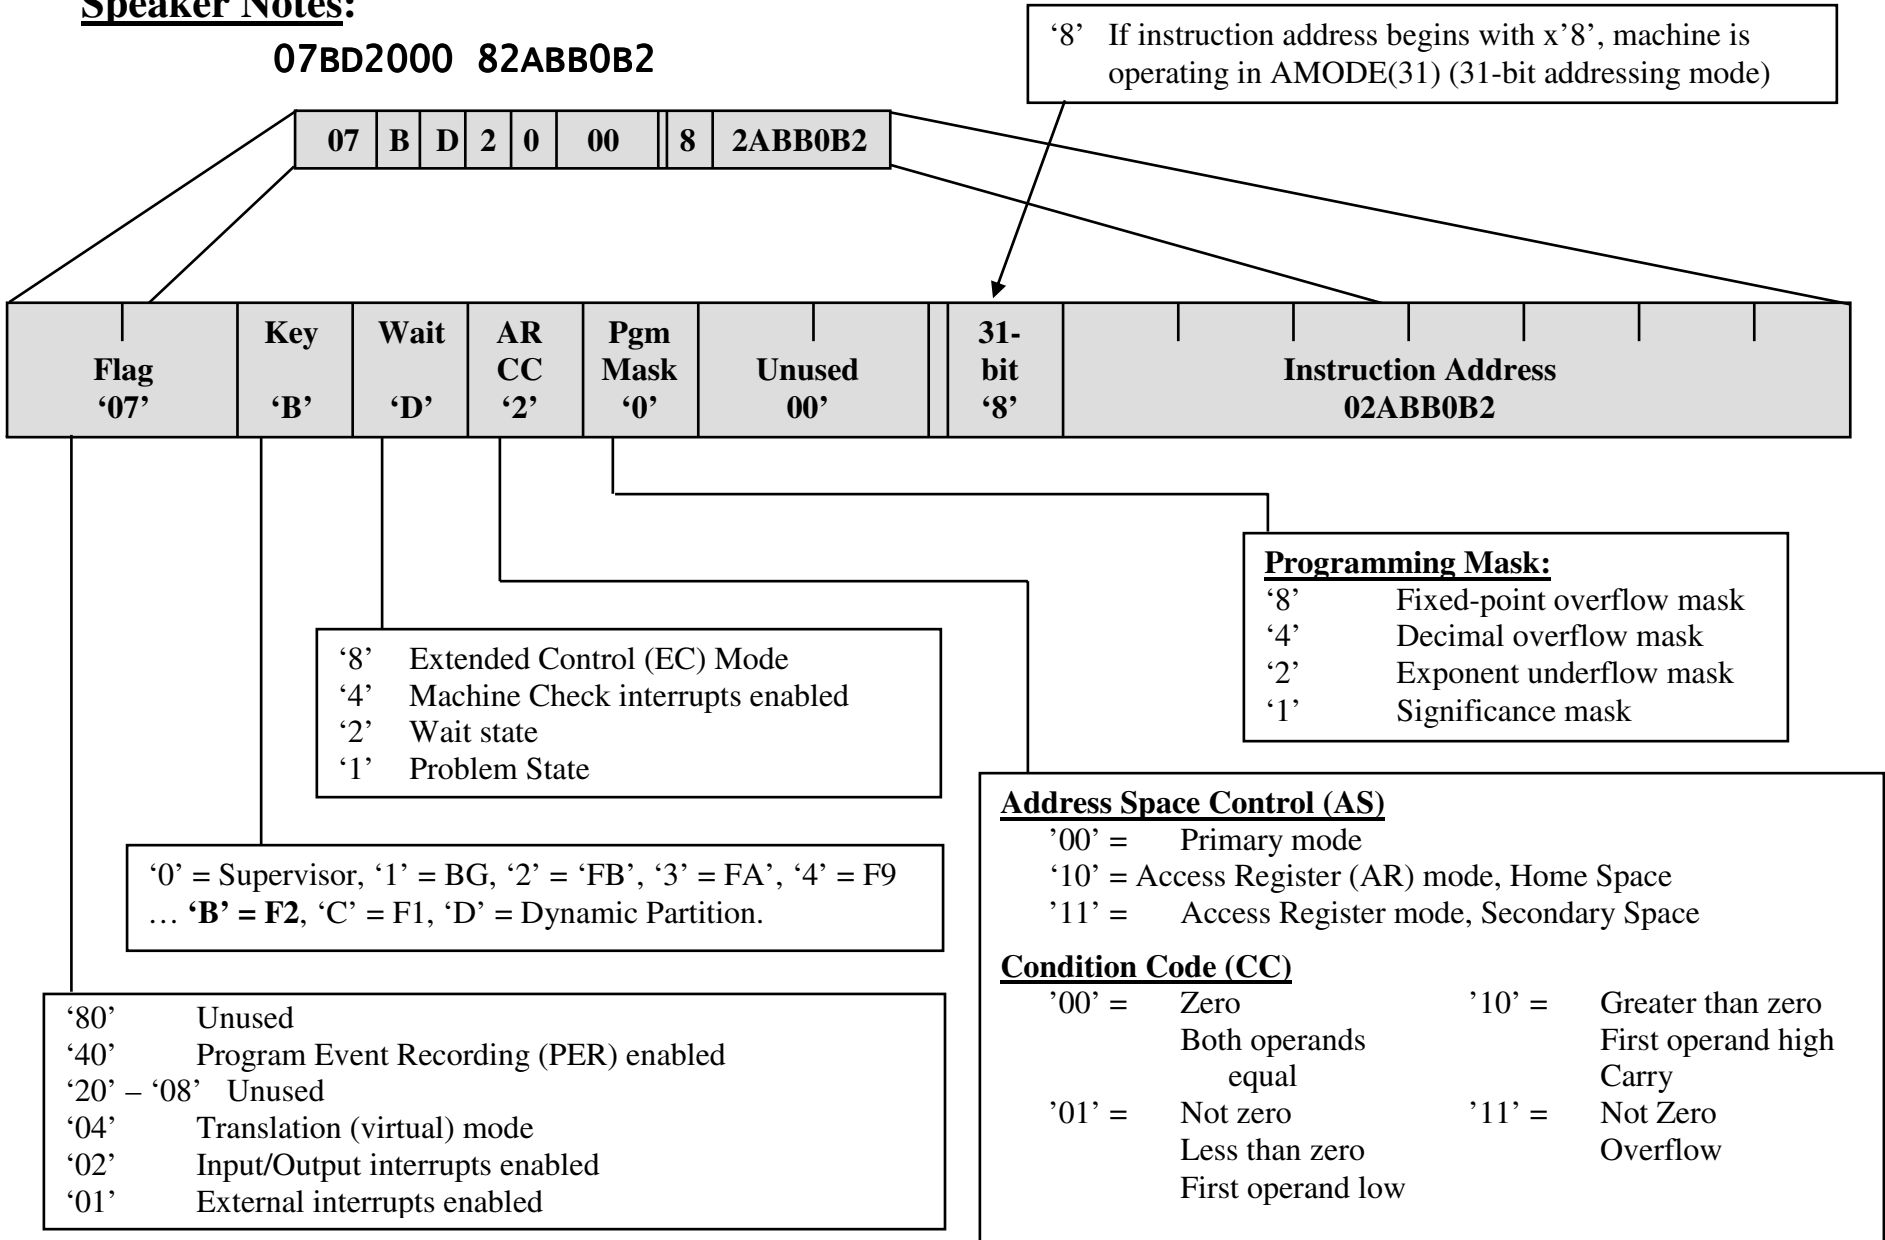 Speaker Notes:
07BD2000 82ABB0B2
‘8’ If instruction address begins with x’8’, machine is
operating in AMODE(31) (31-bit addressing mode)
07 B D 2 0 00 8 2ABB0B2
Flag
‘07’
Key
‘B’
Wait
‘D’
AR
CC
‘2’
Pgm
Mask
‘0’
Unused
00’
31-
bit
‘8’
Instruction Address
02ABB0B2
Programming Mask:
‘8’ Fixed-point overflow mask
‘4’ Decimal overflow mask
‘2’ Exponent underflow mask
‘1’ Significance mask
‘8’ Extended Control (EC) Mode
‘4’ Machine Check interrupts enabled
‘2’ Wait state
‘1’ Problem State
‘0’ = Supervisor, ‘1’ = BG, ‘2’ = ‘FB’, ‘3’ = FA’, ‘4’ = F9
… ‘B’ = F2, ‘C’ = F1, ‘D’ = Dynamic Partition.
‘80’ Unused
‘40’ Program Event Recording (PER) enabled
‘20’ – ‘08’ Unused
‘04’ Translation (virtual) mode
‘02’ Input/Output interrupts enabled
‘01’ External interrupts enabled
Address Space Control (AS)
’00’ = Primary mode
‘10’ = Access Register (AR) mode, Home Space
’11’ = Access Register mode, Secondary Space
Condition Code (CC)
’00’ = Zero
Both operands
equal
’01’ = Not zero
Less than zero
First operand low
’10’ = Greater than zero
First operand high
Carry
’11’ = Not Zero
Overflow